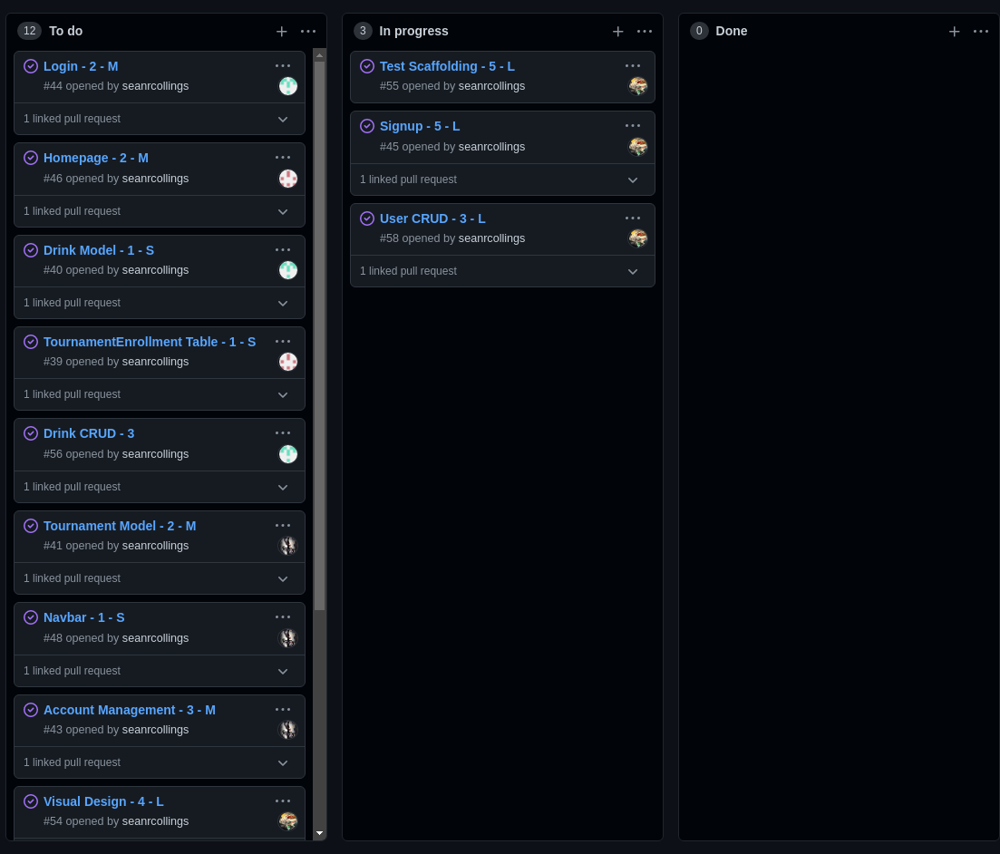 12 To do
Login - 2 - M
#44 opened by seanrcollings
1 linked pull request
Homepage - 2 - M
#46 opened by seanrcollings
1 linked pull request
Drink Model - 1 - S
#40 opened by seanrcollings
1 linked pull request
TournamentEnrollment Table - 1 - S
#39 opened by seanrcollings
1 linked pull request
Drink CRUD - 3
#56 opened by seanrcollings
1 linked pull request
Tournament Model - 2 - M
#41 opened by seanrcollings
1 linked pull request
Navbar - 1 - S
#48 opened by seanrcollings
1 linked pull request
Account Management - 3 - M
#43 opened by seanrcollings
1 linked pull request
Visual Design - 4 - L
#54 opened by seanrcollings
3 In progress
Test Scaffolding - 5 - L
#55 opened by seanrcollings
Signup - 5 - L
#45 opened by seanrcollings
1 linked pull request
User CRUD - 3 - L
#58 opened by seanrcollings
1 linked pull request
0 Done